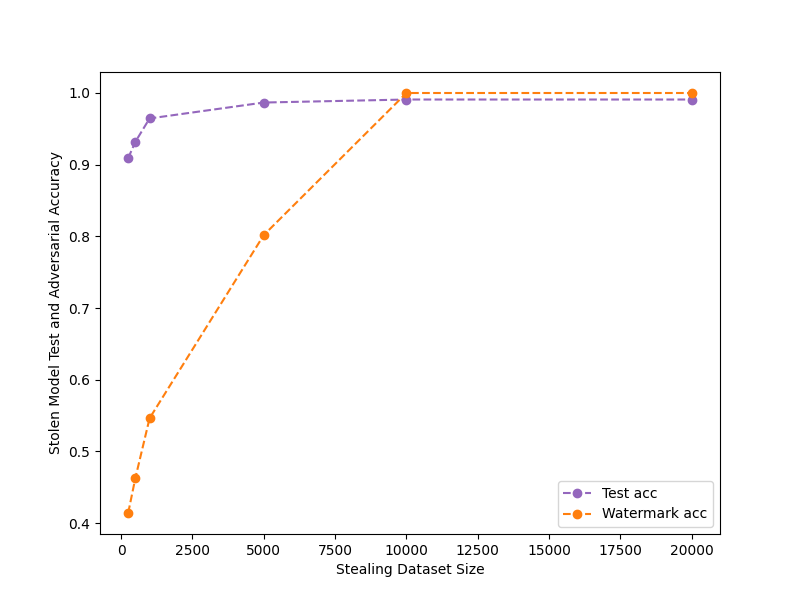 1.0
0.9
0.8
0.7
0.6
0.5
0.4
Stolen Model Test and Adversarial Accuracy
Test acc
Watermark acc
0 2500 5000 7500 10000 12500 15000 17500 20000
Stealing Dataset Size